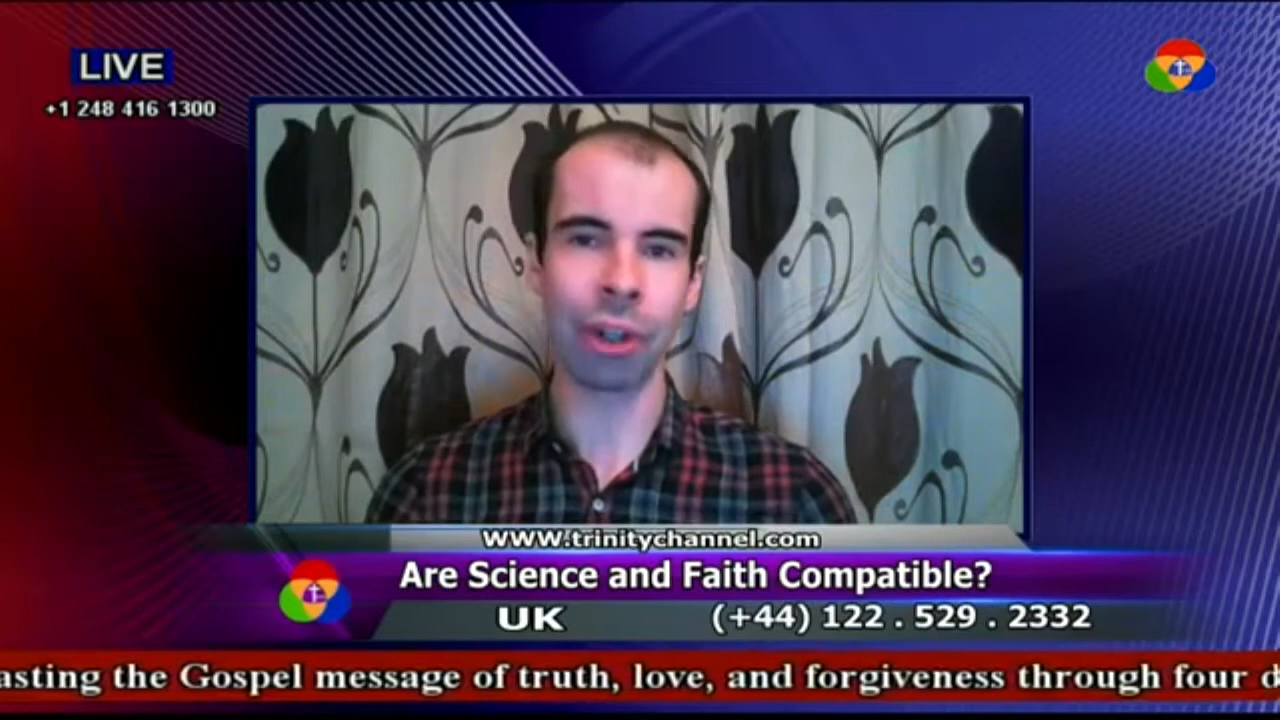 LIVE
+1 248 416 1300
WWW.trinitychannel.com
Are Science and Faith Compatible?
UK (+44) 122 . 529 . 2332
asting the Gospel message of truth, love, and forgiveness through four d